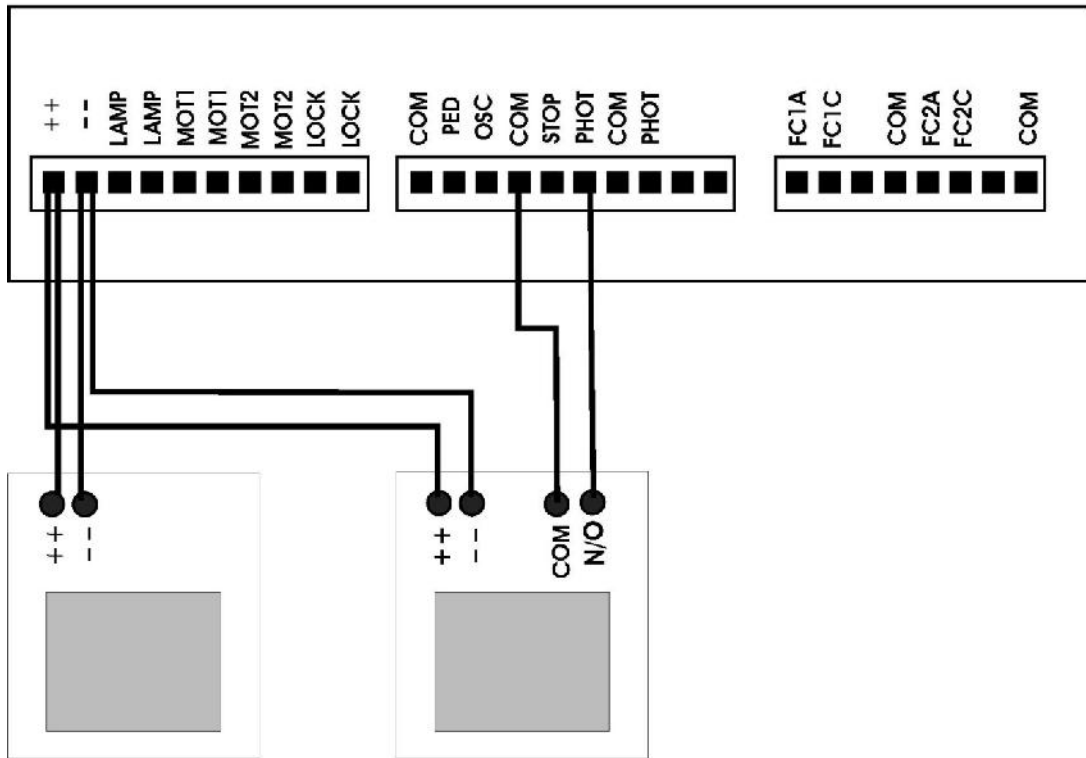 ++
--
LAMP
LAMP
MOT1
MOT1
MOT2
MOT2
LOCK
LOCK
COM
PED
OSC
COM
STOP
PHOT
COM
PHOT
FC1A
FC1C
COM
FC2A
FC2C
COM
++
--
++
--
COM
N/O